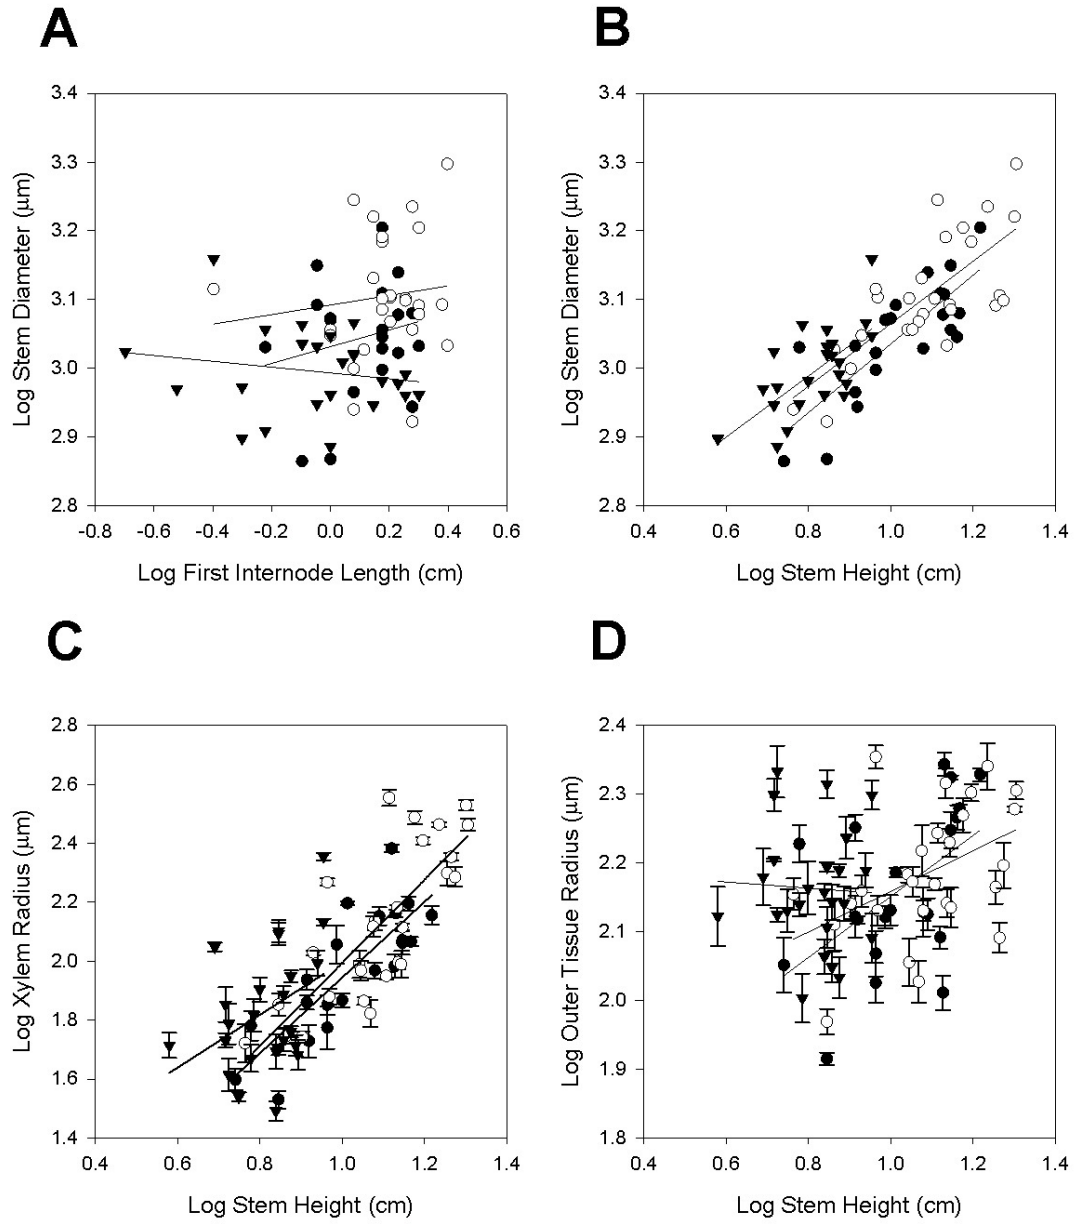 A
B
3.4
3.3
3.2
3.1
3.0
2.9
2.8
Log Stem Diameter (µm)
-0.8 -0.6 -0.4 -0.2 0.0 0.2 0.4 0.6
Log First Internode Length (cm)
3.4
3.3
3.2
3.1
3.0
2.9
2.8
Log Stem Diameter (µm)
0.4 0.6 0.8 1.0 1.2 1.4
Log Stem Height (cm)
C
D
2.8
2.6
2.4
2.2
2.0
1.8
1.6
1.4
Log Xylem Radius (µm)
0.4 0.6 0.8 1.0 1.2 1.4
Log Stem Height (cm)
2.4
2.3
2.2
2.1
2.0
1.9
1.8
Log Outer Tissue Radius (µm)
0.4 0.6 0.8 1.0 1.2 1.4
Log Stem Height (cm)